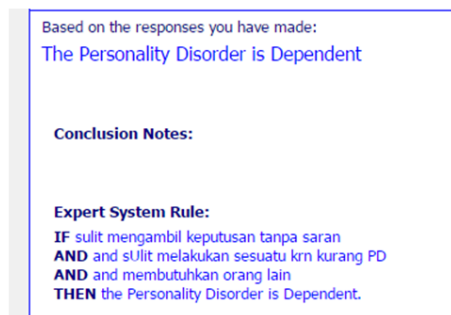 Based on the responses you have made:
The Personality Disorder is Dependent
Conclusion Notes:
Expert System Rule:
IF sulit mengambil keputusan tanpa saran
AND and sUlit melakukan sesuatu krn kurang PD
AND and membutuhkan orang lain
THEN the Personality Disorder is Dependent.